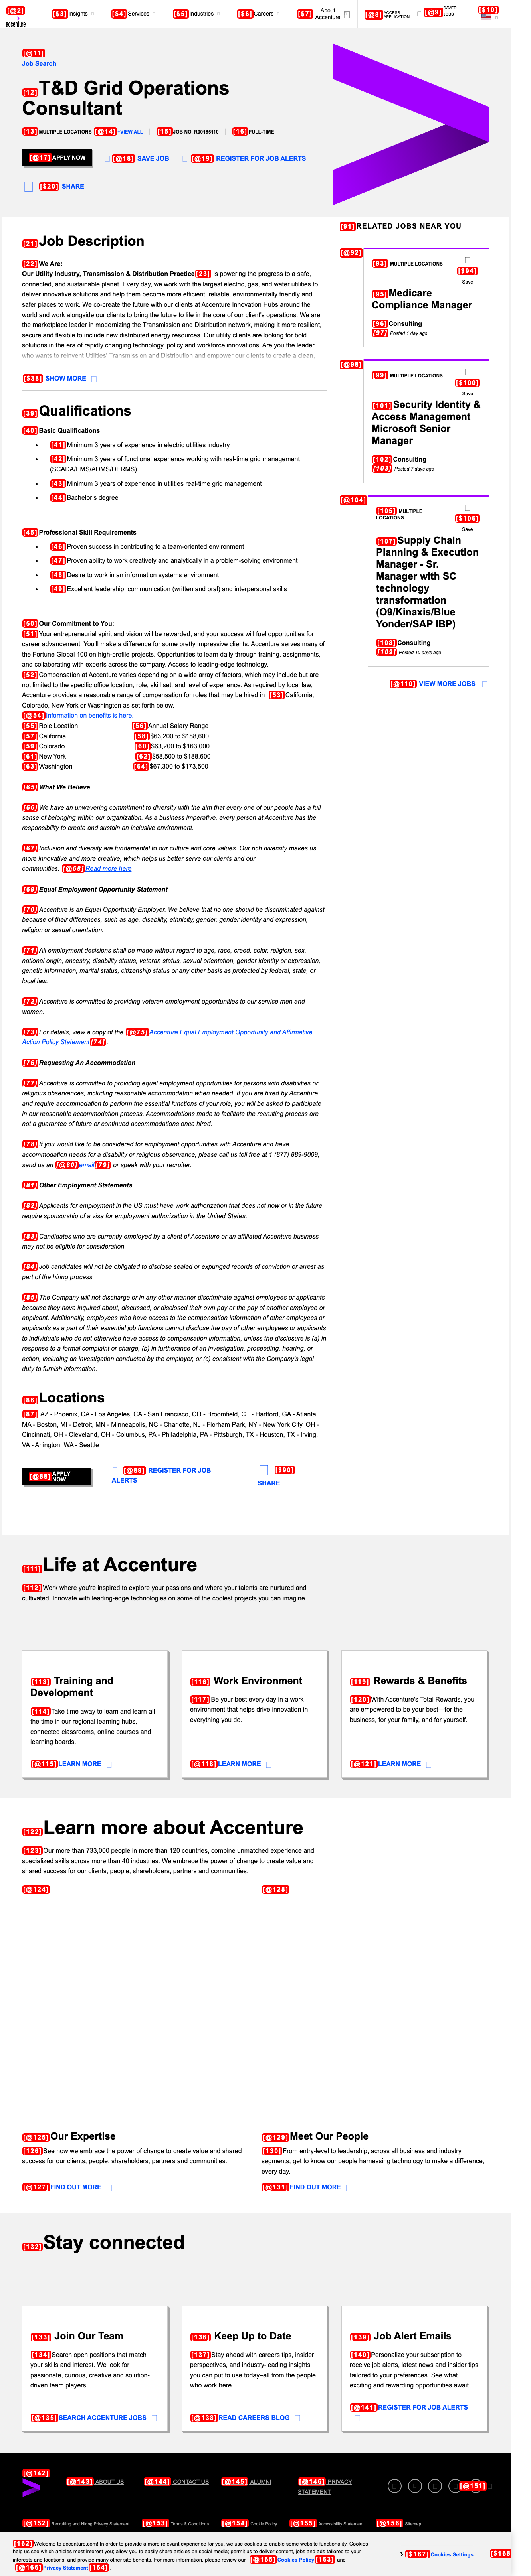 [@2]
accenture
[$3] Insights
[$4] Services
[$5] Industries
[$6] Careers
[$7] About Accenture
[@8] ACCESS APPLICATION
[@9] SAVED JOBS
[$10]
[@11]
Job Search
[12] T&D Grid Operations
Consultant
[13] MULTIPLE LOCATIONS [@14] +VIEW ALL [15] JOB NO. R00185110 [16] FULL-TIME
[@17] APPLY NOW [@18] SAVE JOB [@19] REGISTER FOR JOB ALERTS
[$20] SHARE
[21] Job Description
[22] We Are:
Our Utility Industry, Transmission & Distribution Practice [23] is powering the progress to a safe,
connected, and sustainable planet. Every day, we work with the largest electric, gas, and water utilities to
deliver innovative solutions and help them become more efficient, reliable, environmentally friendly and
safer places to work. We co-create the future with our clients at Accenture Innovation Hubs around the
world and work alongside our clients to bring the future to life in the context of our client's operations. We are the
marketplace leader in modernizing the Transmission and Distribution network, making it more resilient,
secure and flexible to include new distributed energy resources. Our utility clients are looking for bold
solutions in the era of rapidly changing technology, policy and workforce innovations. Are you the leader
who wants to reinvent Utilities' Transmission and Distribution and empower our clients to create a clean,
[$38] SHOW MORE
[39] Qualifications
[40] Basic Qualifications
[41] Minimum 3 years of experience in electric utilities industry
[42] Minimum 3 years of functional experience working with real-time grid management
(SCADA/EMS/ADMS/DERMS)
[43] Minimum 3 years of experience in utilities real-time grid management
[44] Bachelor's degree
[45] Professional Skill Requirements
[46] Proven success in contributing to a team-oriented environment
[47] Proven ability to work creatively and analytically in a problem-solving environment
[48] Desire to work in an information systems environment
[49] Excellent leadership, communication (written and oral) and interpersonal skills
[50] Our Commitment to You:
[51] Your entrepreneurial spirit and vision will be rewarded, and your success will fuel opportunities for
career advancement. You'll make a difference for some pretty impressive clients. Accenture serves many of
the Fortune Global 100 on high-profile projects. Opportunities to learn daily through training, assignments,
and collaborating with experts across the company. Access to leading-edge technology.
[52] Compensation at Accenture varies depending on a wide array of factors, which may include but are
not limited to the specific office location, role, skill set, and level of experience. As required by local law,
Accenture provides a reasonable range of compensation for roles that may be hired in [53] California,
Colorado, New York or Washington as set forth below.
[@54] Information on benefits is here.
[55] Role Location [56] Annual Salary Range
[57] California [58] $63,200 to $188,600
[59] Colorado [60] $63,200 to $163,000
[61] New York [62] $58,500 to $188,600
[63] Washington [64] $67,300 to $173,500
[65] What We Believe
[66] We have an unwavering commitment to diversity with the aim that every one of our people has a full
sense of belonging within our organization. As a business imperative, every person at Accenture has the
responsibility to create and sustain an inclusive environment.
[67] Inclusion and diversity are fundamental to our culture and core values. Our rich diversity makes us
more innovative and more creative, which helps us better serve our clients and our
communities. [@68] Read more here
[69] Equal Employment Opportunity Statement
[70] Accenture is an Equal Opportunity Employer. We believe that no one should be discriminated against
because of their differences, such as age, disability, ethnicity, gender, gender identity and expression,
religion or sexual orientation.
[71] All employment decisions shall be made without regard to age, race, creed, color, religion, sex,
national origin, ancestry, disability status, veteran status, sexual orientation, gender identity or expression,
genetic information, marital status, citizenship status or any other basis as protected by federal, state, or
local law.
[72] Accenture is committed to providing veteran employment opportunities to our service men and
women.
[73] For details, view a copy of the [@75] Accenture Equal Employment Opportunity and Affirmative
Action Policy Statement [74].
[76] Requesting An Accommodation
[77] Accenture is committed to providing equal employment opportunities for persons with disabilities or
religious observances, including reasonable accommodation when needed. If you are hired by Accenture
and require accommodation to perform the essential functions of your role, you will be asked to participate
in our reasonable accommodation process. Accommodations made to facilitate the recruiting process are
not a guarantee of future or continued accommodations once hired.
[78] If you would like to be considered for employment opportunities with Accenture and have
accommodation needs for a disability or religious observance, please call us toll free at 1 (877) 889-9009,
send us an [@80] email [79] or speak with your recruiter.
[81] Other Employment Statements
[82] Applicants for employment in the US must have work authorization that does not now or in the future
require sponsorship of a visa for employment authorization in the United States.
[83] Candidates who are currently employed by a client of Accenture or an affiliated Accenture business
may not be eligible for consideration.
[84] Job candidates will not be obligated to disclose sealed or expunged records of conviction or arrest as
part of the hiring process.
[85] The Company will not discharge or in any other manner discriminate against employees or applicants
because they have inquired about, discussed, or disclosed their own pay or the pay of another employee or
applicant. Additionally, employees who have access to the compensation information of other employees or
applicants as a part of their essential job functions cannot disclose the pay of other employees or applicants
to individuals who do not otherwise have access to compensation information, unless the disclosure is (a) in
response to a formal complaint or charge, (b) in furtherance of an investigation, proceeding, hearing, or
action, including an investigation conducted by the employer, or (c) consistent with the Company's legal
duty to furnish information.
[86] Locations
[87] AZ - Phoenix, CA - Los Angeles, CA - San Francisco, CO - Broomfield, CT - Hartford, GA - Atlanta,
MA - Boston, MI - Detroit, MN - Minneapolis, NC - Charlotte, NJ - Florham Park, NY - New York City, OH -
Cincinnati, OH - Cleveland, OH - Columbus, PA - Philadelphia, PA - Pittsburgh, TX - Houston, TX - Irving,
VA - Arlington, WA - Seattle
[@88] APPLY NOW [@89] REGISTER FOR JOB ALERTS [$90] SHARE
[91] RELATED JOBS NEAR YOU
[@92]
[93] MULTIPLE LOCATIONS
[$94]
Save
[95] Medicare
Compliance Manager
[96] Consulting
[97] Posted 1 day ago
[@98]
[99] MULTIPLE LOCATIONS
[$100]
Save
[101] Security Identity &
Access Management
Microsoft Senior
Manager
[102] Consulting
[103] Posted 7 days ago
[@104]
[105] MULTIPLE
LOCATIONS
[$106]
Save
[107] Supply Chain
Planning & Execution
Manager - Sr.
Manager with SC
technology
transformation
(O9/Kinaxis/Blue
Yonder/SAP IBP)
[108] Consulting
[109] Posted 10 days ago
[@110] VIEW MORE JOBS
[111] Life at Accenture
[112] Work where you're inspired to explore your passions and where your talents are nurtured and
cultivated. Innovate with leading-edge technologies on some of the coolest projects you can imagine.
[113] Training and
Development
[114] Take time away to learn and learn all
the time in our regional learning hubs,
connected classrooms, online courses and
learning boards.
[@115] LEARN MORE
[116] Work Environment
[117] Be your best every day in a work
environment that helps drive innovation in
everything you do.
[@118] LEARN MORE
[119] Rewards & Benefits
[120] With Accenture's Total Rewards, you
are empowered to be your best—for the
business, for your family, and for yourself.
[@121] LEARN MORE
[122] Learn more about Accenture
[123] Our more than 733,000 people in more than 120 countries, combine unmatched experience and
specialized skills across more than 40 industries. We embrace the power of change to create value and
shared success for our clients, people, shareholders, partners and communities.
[@124] [@128]
[@125] Our Expertise
[126] See how we embrace the power of change to create value and shared
success for our clients, people, shareholders, partners and communities.
[@127] FIND OUT MORE
[@129] Meet Our People
[130] From entry-level to leadership, across all business and industry
segments, get to know our people harnessing technology to make a difference,
every day.
[@131] FIND OUT MORE
[132] Stay connected
[133] Join Our Team
[134] Search open positions that match
your skills and interest. We look for
passionate, curious, creative and solution-
driven team players.
[@135] SEARCH ACCENTURE JOBS
[136] Keep Up to Date
[137] Stay ahead with careers tips, insider
perspectives, and industry-leading insights
you can put to use today–all from the people
who work here.
[@138] READ CAREERS BLOG
[139] Job Alert Emails
[140] Personalize your subscription to
receive job alerts, latest news and insider tips
tailored to your preferences. See what
exciting and rewarding opportunities await.
[@141] REGISTER FOR JOB ALERTS
[@142]
[@143] ABOUT US [@144] CONTACT US [@145] ALUMNI [@146] PRIVACY STATEMENT [@151]
[@152] Recruiting and Hiring Privacy Statement [@153] Terms & Conditions [@154] Cookie Policy [@155] Accessibility Statement [@156] Sitemap
[162] Welcome to accenture.com! In order to provide a more relevant experience for you, we use cookies to enable some website functionality. Cookies
help us see which articles most interest you; allow you to easily share articles on social media; permit us to deliver content, jobs and ads tailored to your
interests and locations; and provide many other site benefits. For more information, please review our [@165] Cookies Policy [163] and
[@166] Privacy Statement [164].
[$167] Cookies Settings
[$168